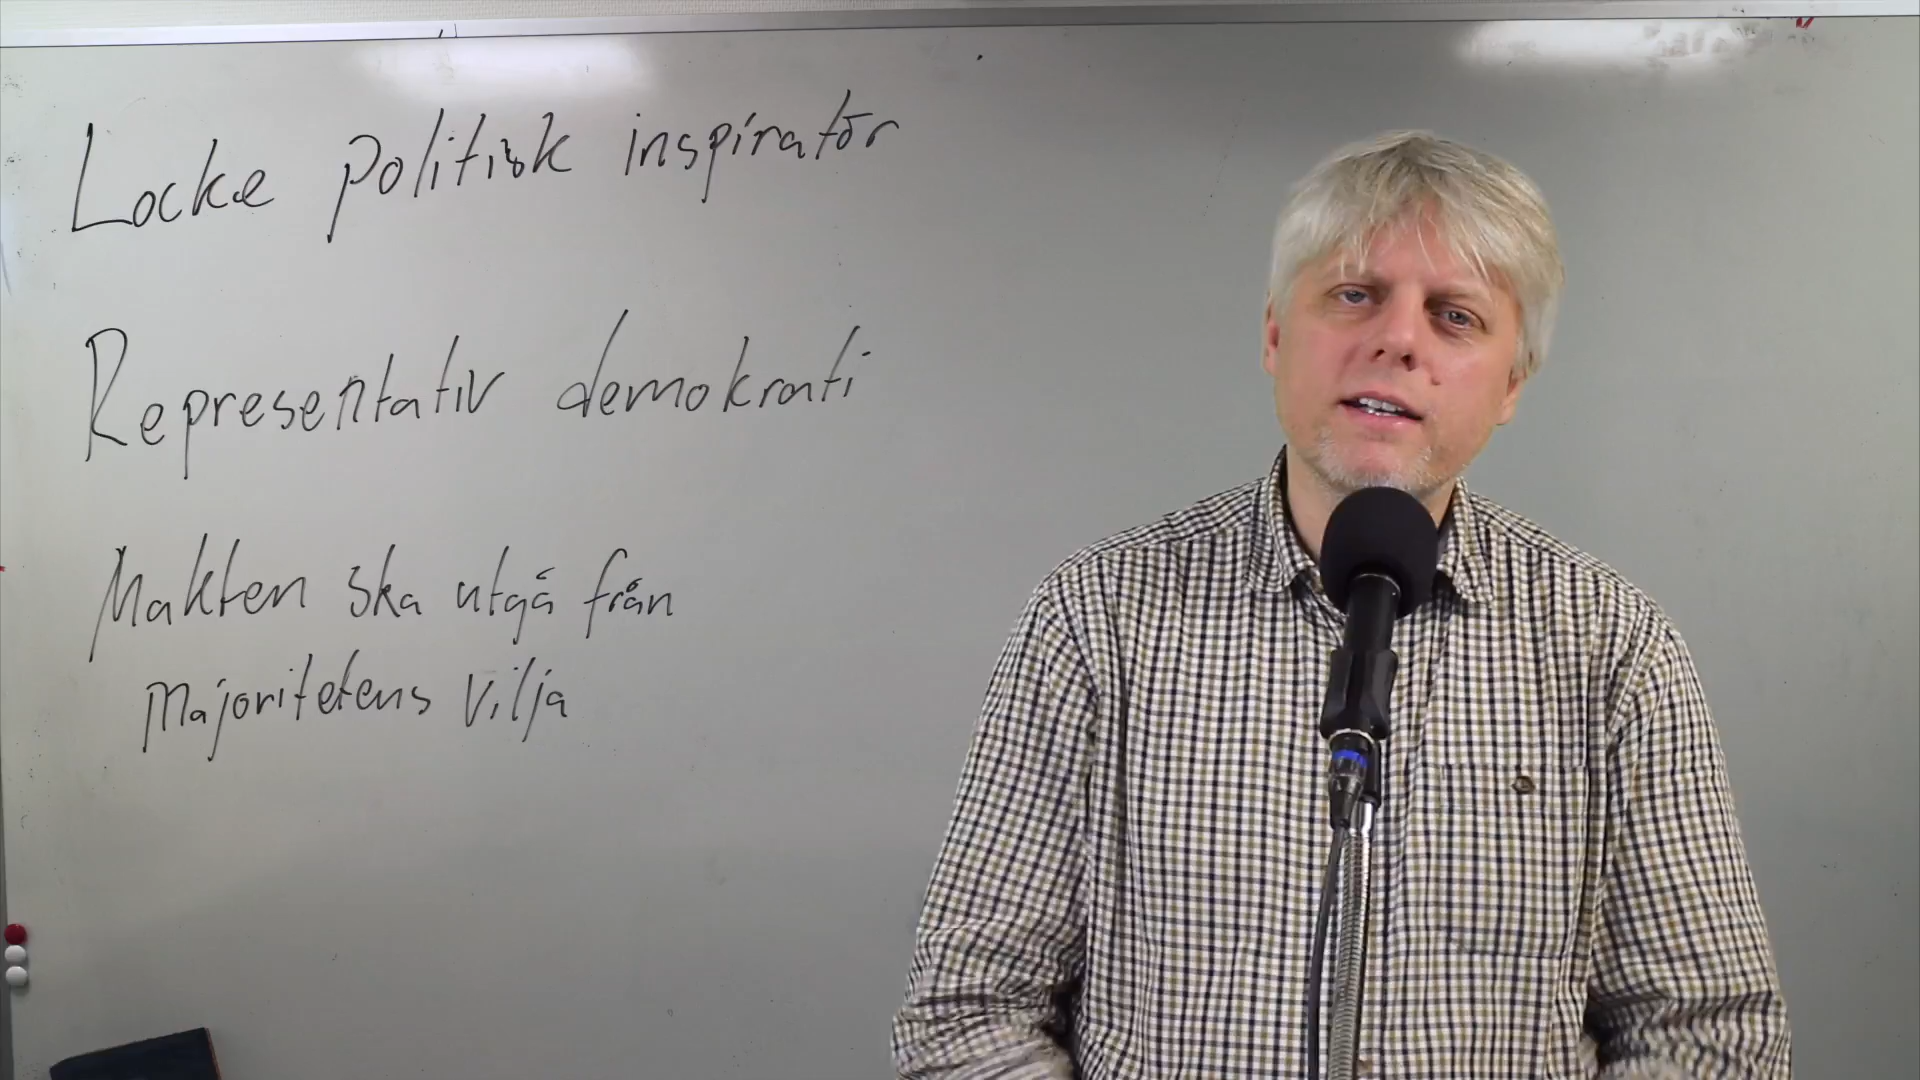 Locke politisk inspiratör
Representativ demokrati
Makten ska utgå från
majoritetens vilja